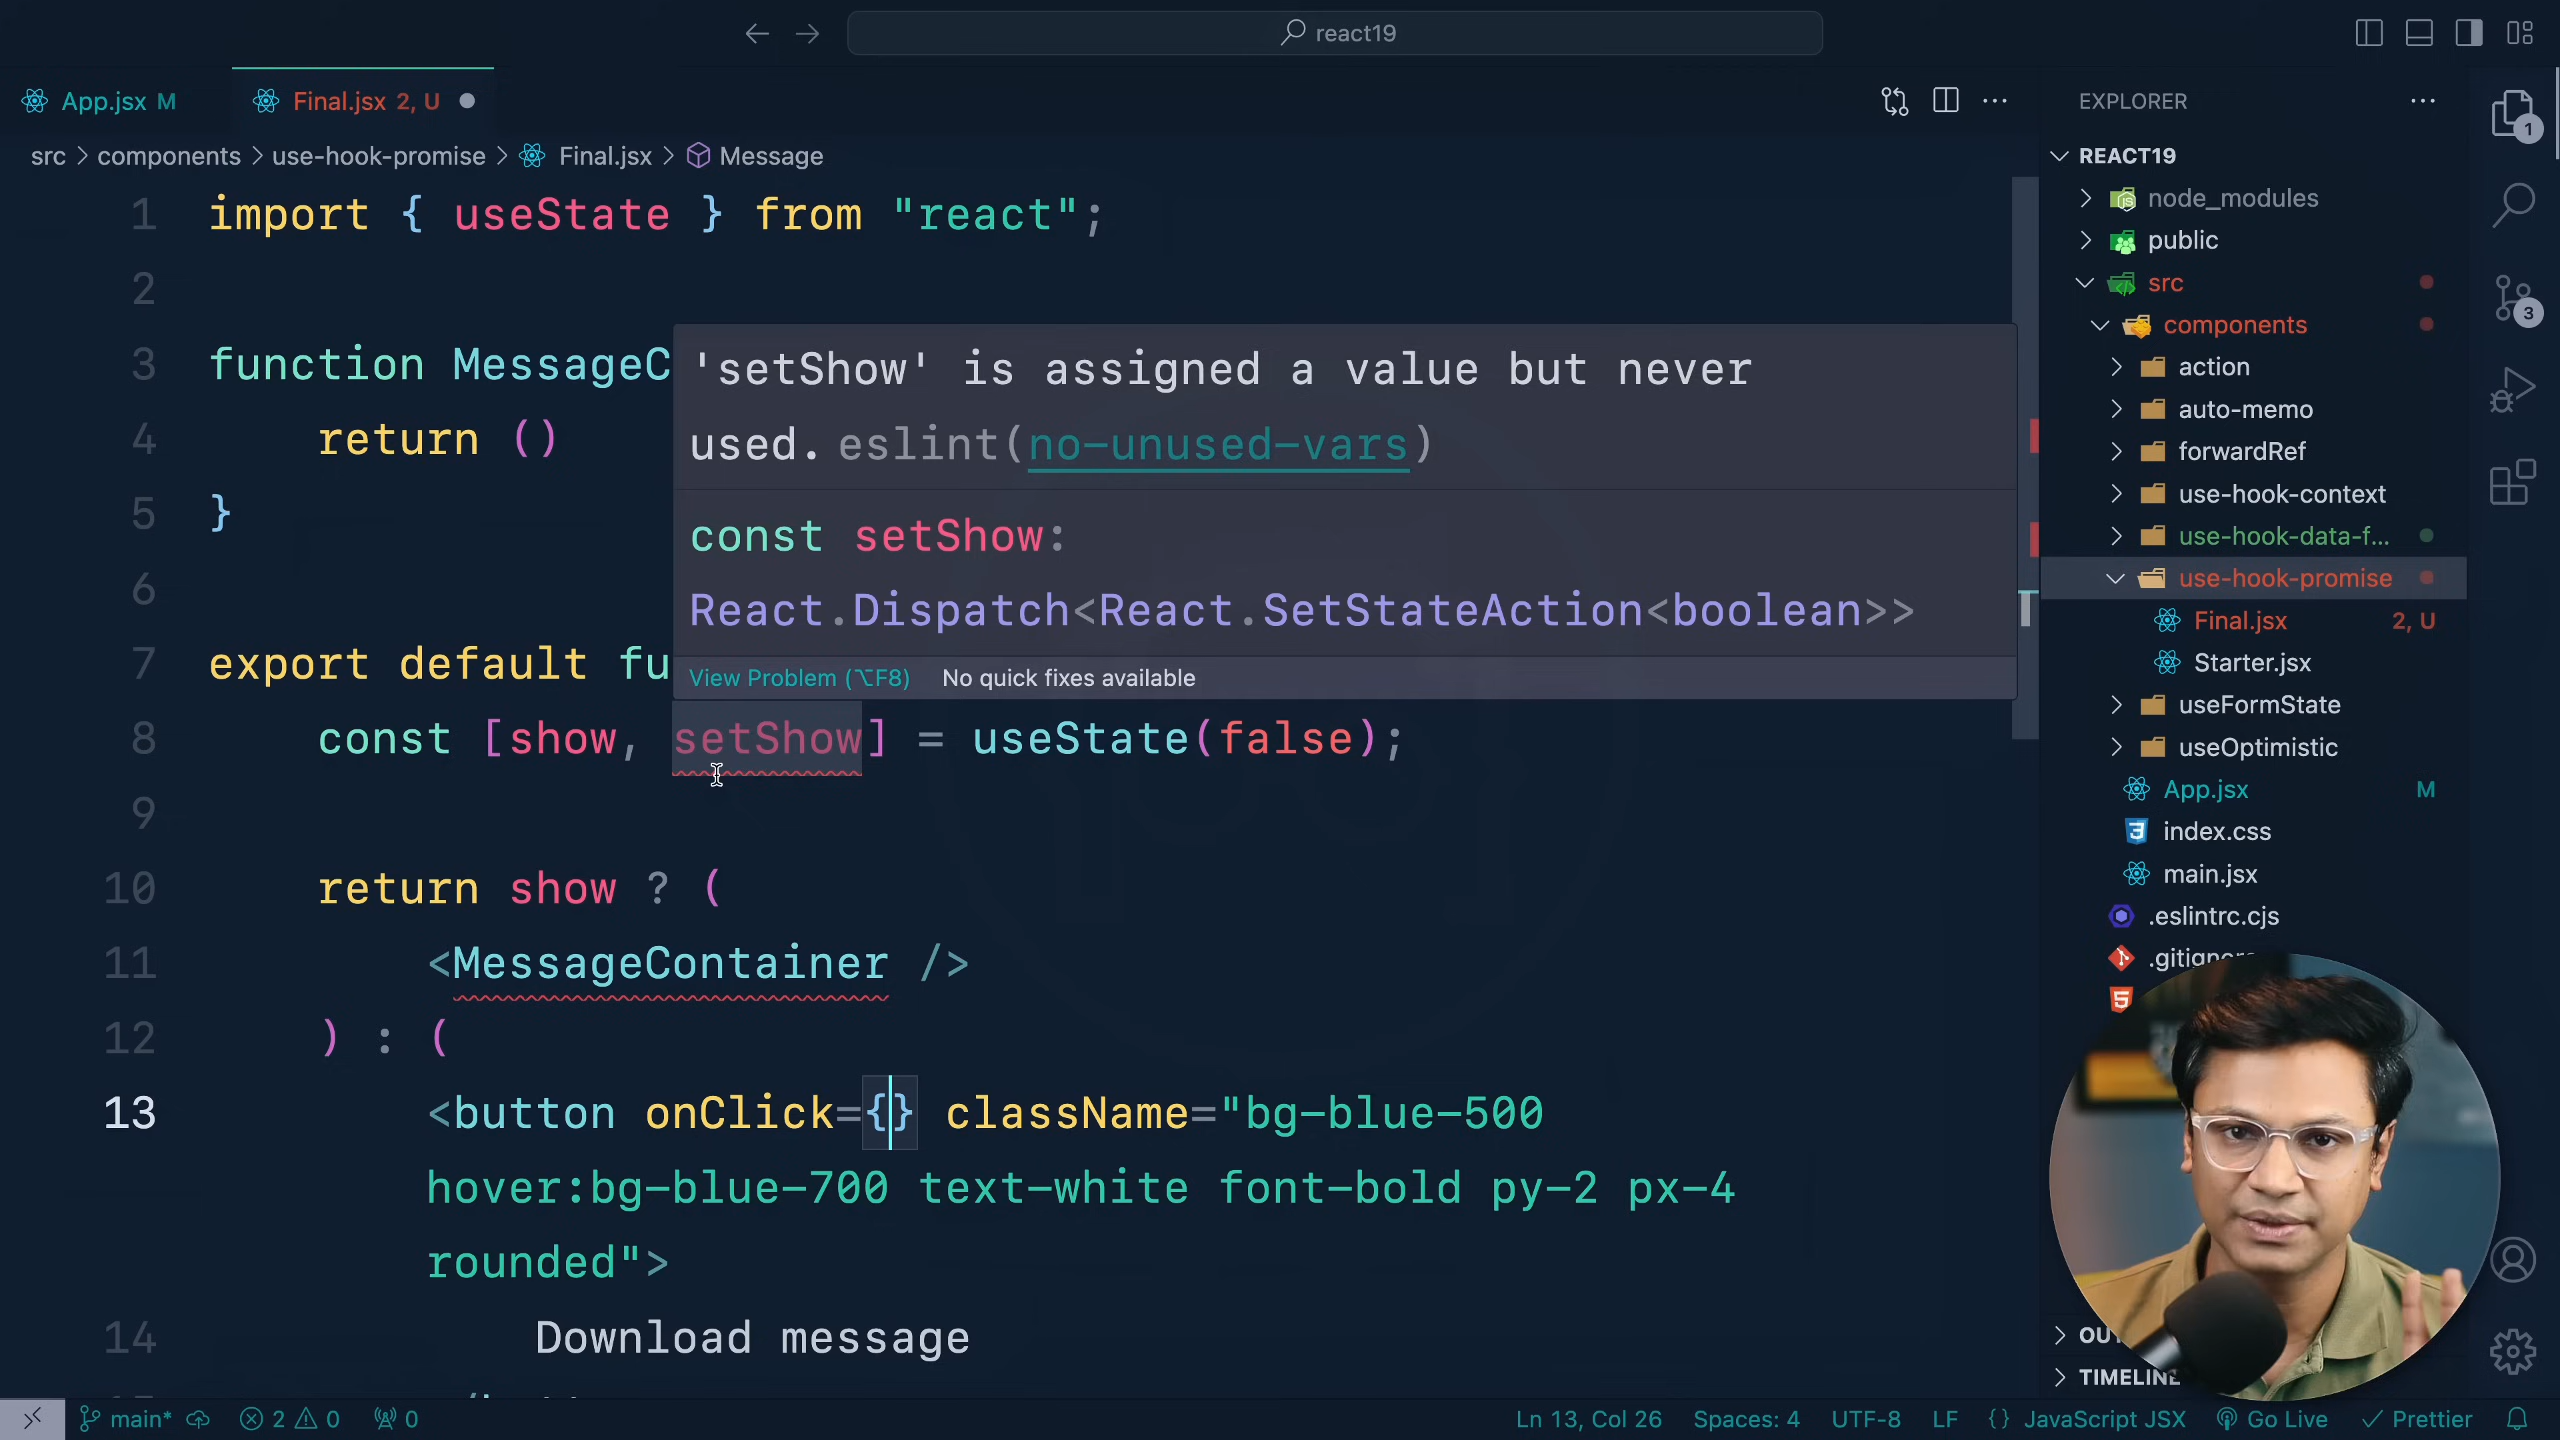 react19
App.jsx M
Final.jsx 2, U
src > components > use-hook-promise > Final.jsx > Message
1 import { useState } from "react";
2
3 function MessageC
4 return ()
5 }
6
7 export default fu
8 const [show, setShow] = useState(false);
9
10 return show ? (
11 <MessageContainer />
12 ) : (
13 <button onClick={} className="bg-blue-500
hover:bg-blue-700 text-white font-bold py-2 px-4
rounded">
14 Download message
'setShow' is assigned a value but never
used. eslint(no-unused-vars)
const setShow:
React.Dispatch<React.SetStateAction<boolean>>
View Problem (⌥F8) No quick fixes available
EXPLORER
REACT19
node_modules
public
src
components
action
auto-memo
forwardRef
use-hook-context
use-hook-data-f...
use-hook-promise
Final.jsx 2, U
Starter.jsx
useFormState
useOptimistic
App.jsx M
index.css
main.jsx
.eslintrc.cjs
TIMELINE
1
3
main* 2 0 0
Ln 13, Col 26 Spaces: 4 UTF-8 LF {} JavaScript JSX Go Live Prettier